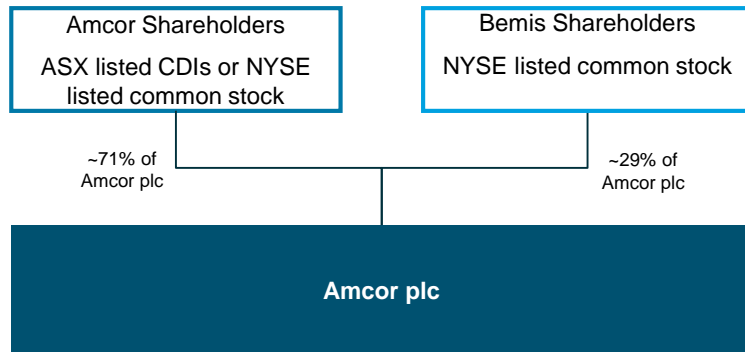 Amcor Shareholders
ASX listed CDIs or NYSE
listed common stock
Bemis Shareholders
NYSE listed common stock
~71% of
Amcor plc
~29% of
Amcor plc
Amcor plc